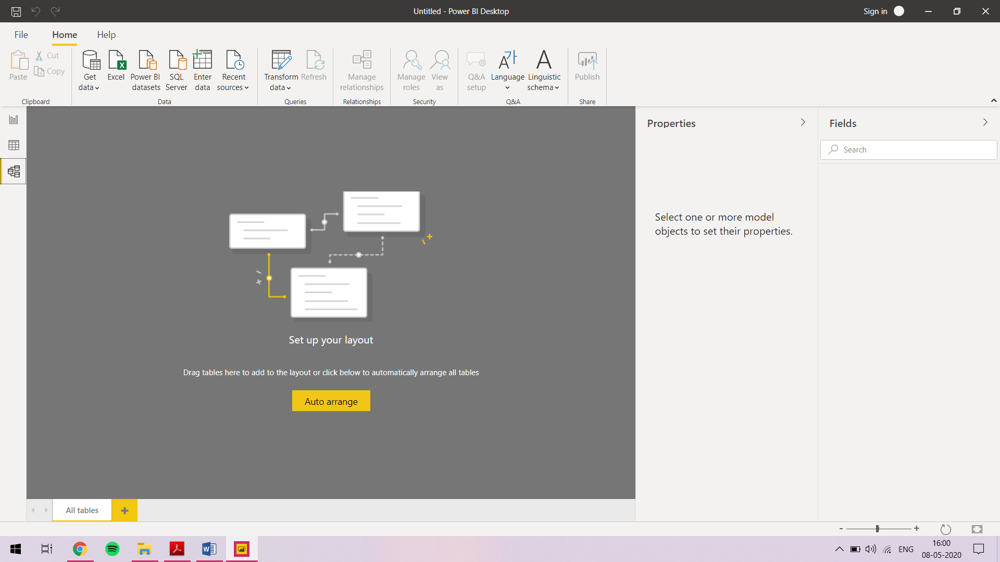 Untitled - Power BI Desktop
Sign in
File Home Help
Paste
Cut
Copy
Clipboard
Get
data
Excel
Power BI
datasets
SQL
Server
Enter
data
Recent
sources
Data
Transform
data
Refresh
Queries
Manage
relationships
Relationships
Manage
roles
View
as
Security
Q&A
setup
Language
Linguistic
schema
Q&A
Publish
Share
Properties
Select one or more model
objects to set their properties.
Fields
Search
Set up your layout
Drag tables here to add to the layout or click below to automatically arrange all tables
Auto arrange
All tables
ENG
16:00
08-05-2020